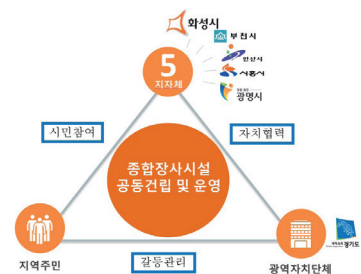 화성시
부천시
안산시
시흥시
광명시
5
지자체
시민참여
자치협력
종합장사시설
공동건립 및 운영
지역주민
갈등관리
광역자치단체
경기도